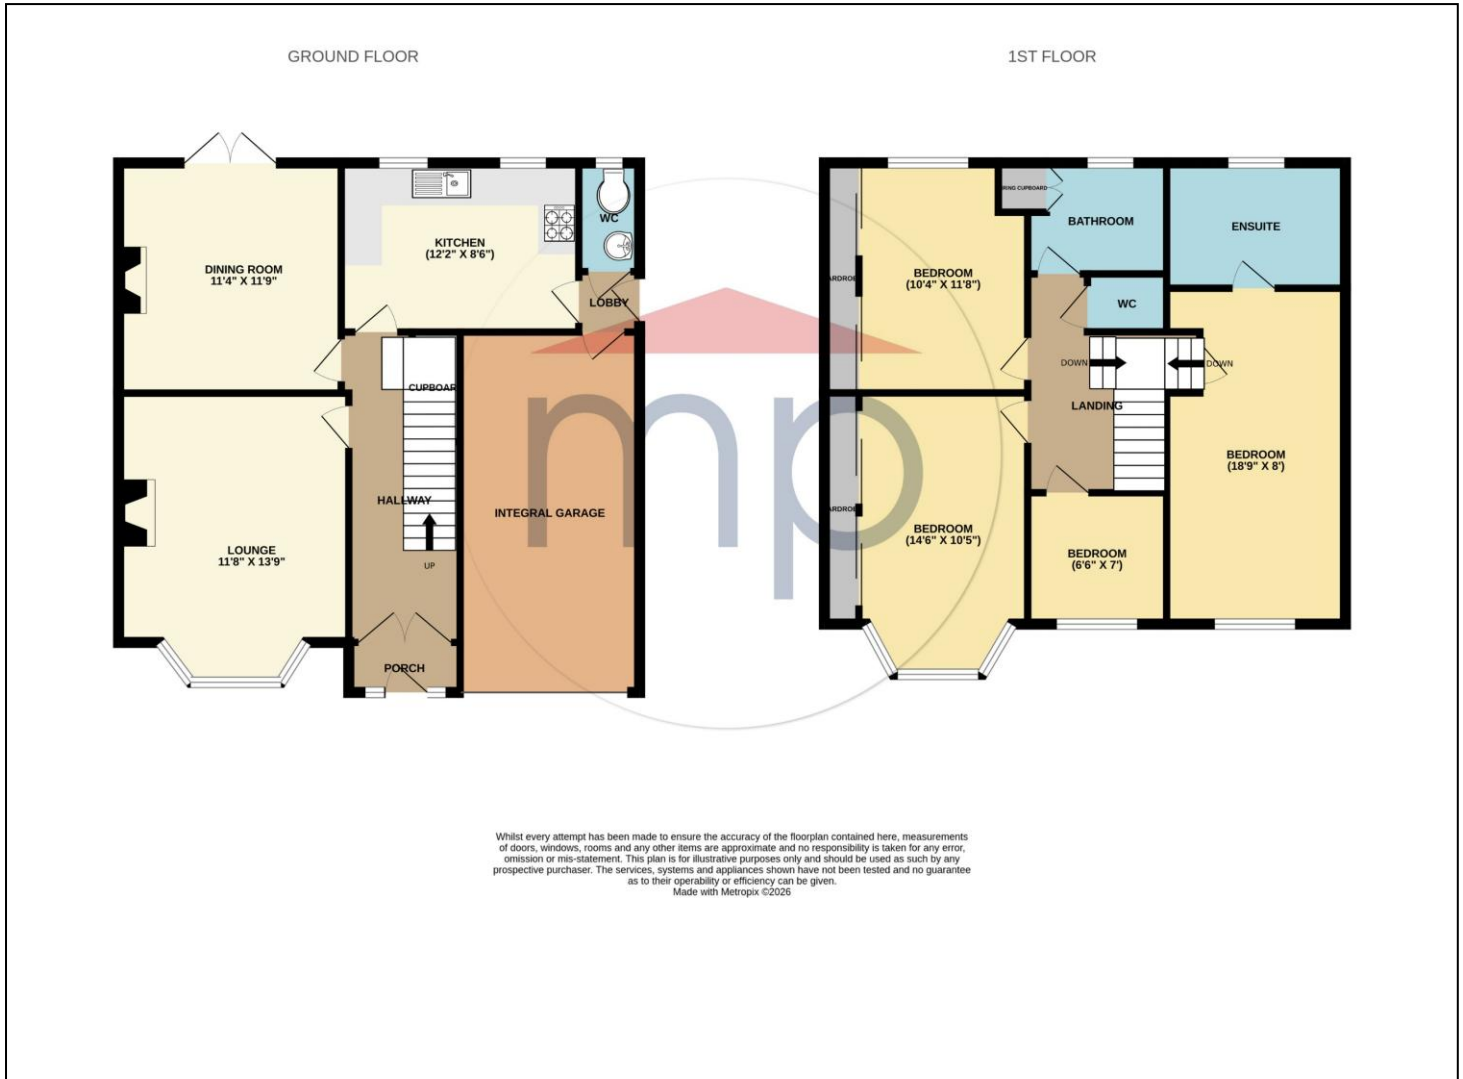 GROUND FLOOR
1ST FLOOR
DINING ROOM
11'4" X 11'9"
KITCHEN
(12'2" X 8'6")
WC
LOBBY
CUPBOAR
HALLWAY
UP
LOUNGE
11'8" X 13'9"
INTEGRAL GARAGE
PORCH
RING CUPBOARD
BATHROOM
ENSUITE
ARDROB
BEDROOM
(10'4" X 11'8")
WC
DOWN
DOWN
LANDING
ARDROB
BEDROOM
(14'6" X 10'5")
BEDROOM
(6'6" X 7')
BEDROOM
(18'9" X 8')
mp
Whilst every attempt has been made to ensure the accuracy of the floorplan contained here, measurements
of doors, windows, rooms and any other items are approximate and no responsibility is taken for any error,
omission or mis-statement. This plan is for illustrative purposes only and should be used as such by any
prospective purchaser. The services, systems and appliances shown have not been tested and no guarantee
as to their operability or efficiency can be given.
Made with Metropix ©2026